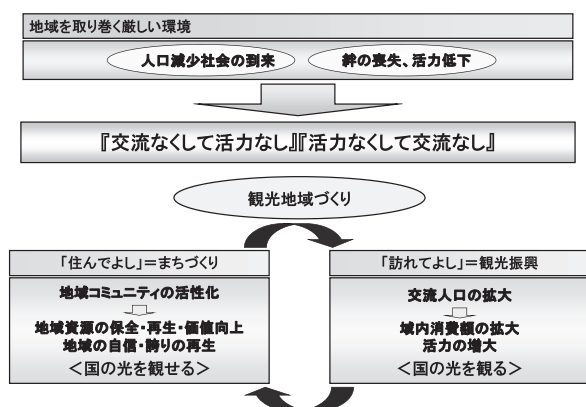 地域を取り巻く厳しい環境
人口減少社会の到来
絆の喪失、活力低下
『交流なくして活力なし』『活力なくして交流なし』
観光地域づくり
「住んでよし」＝まちづくり
地域コミュニティの活性化
地域資源の保全・再生・価値向上
地域の自信・誇りの再生
＜国の光を観せる＞
「訪れてよし」＝観光振興
交流人口の拡大
域内消費額の拡大
活力の増大
＜国の光を観る＞